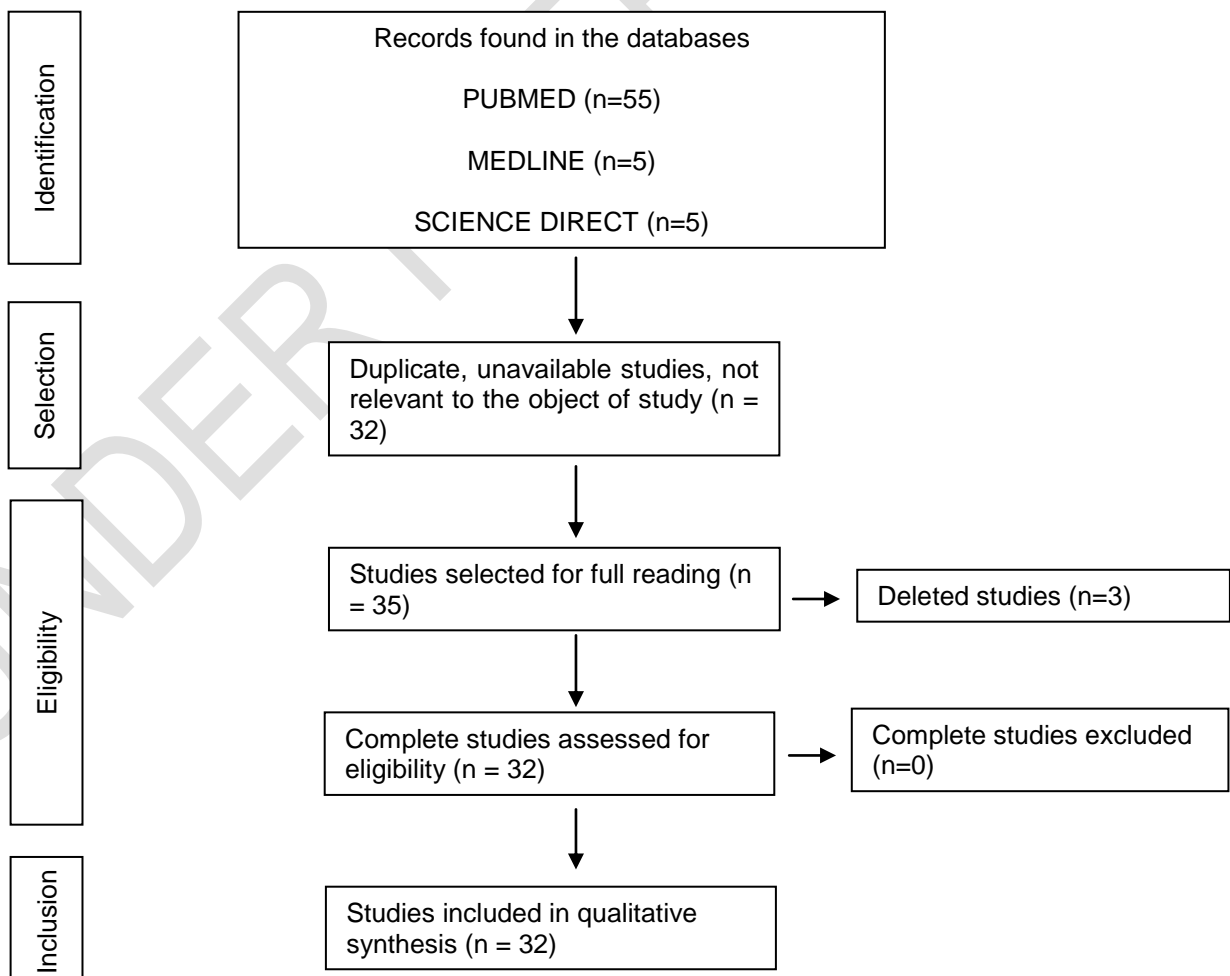 Identification
Records found in the databases
PUBMED (n=55)
MEDLINE (n=5)
SCIENCE DIRECT (n=5)
Selection
Duplicate, unavailable studies, not
relevant to the object of study (n =
32)
Eligibility
Studies selected for full reading (n
= 35)
Deleted studies (n=3)
Complete studies assessed for
eligibility (n = 32)
Complete studies excluded
(n=0)
Inclusion
Studies included in qualitative
synthesis (n = 32)